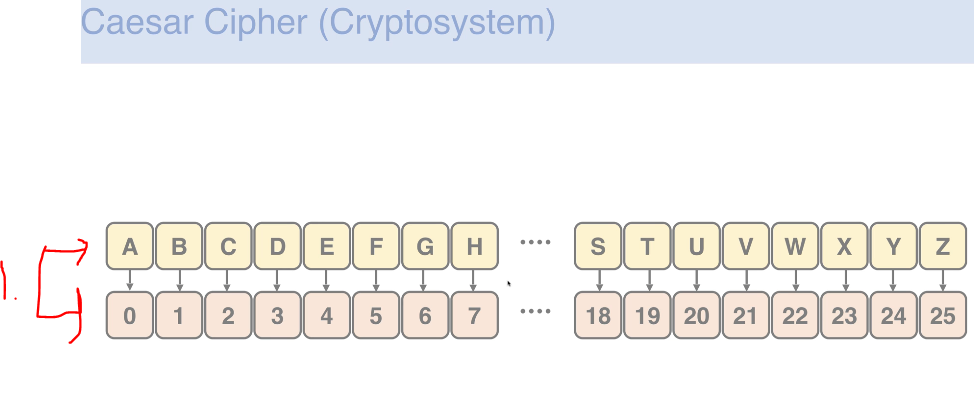 Caesar Cipher (Cryptosystem)
A B C D E F G H .... S T U V W X Y Z
1.
0 1 2 3 4 5 6 7 .... 18 19 20 21 22 23 24 25